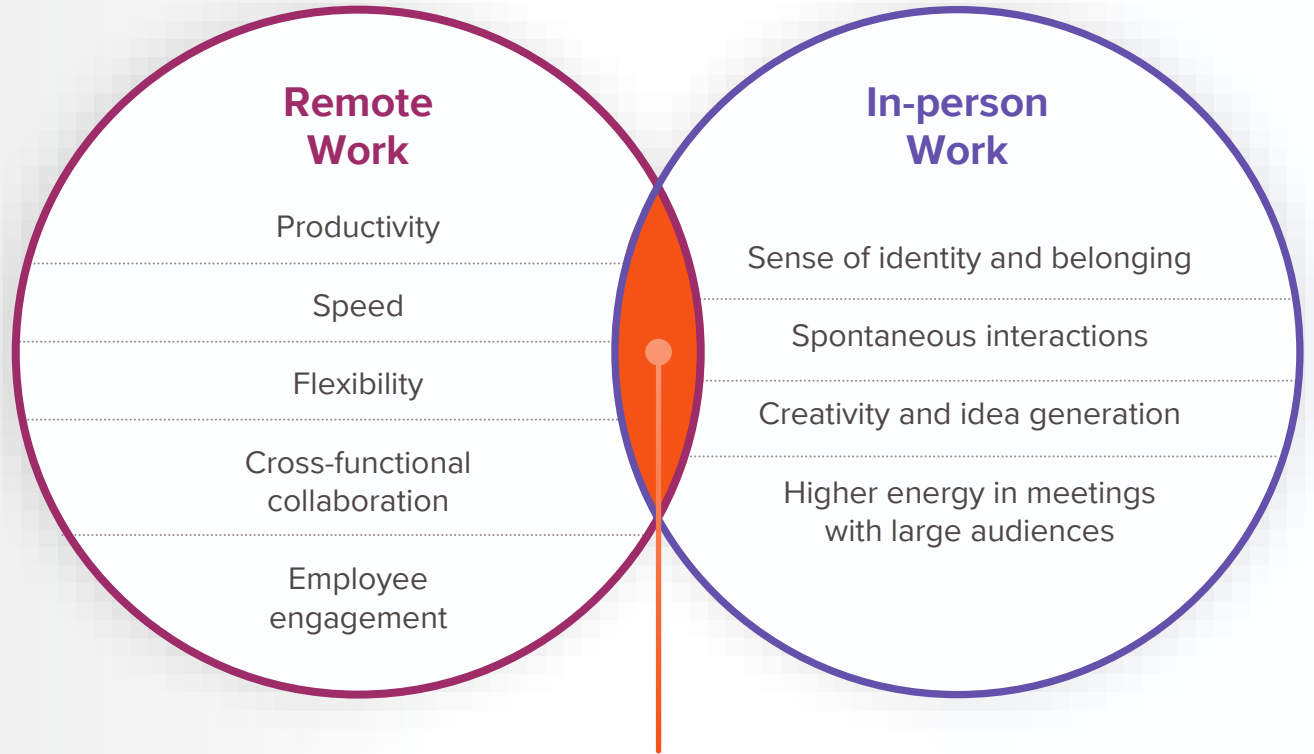 Remote
Work
Productivity
Speed
Flexibility
Cross-functional
collaboration
Employee
engagement
In-person
Work
Sense of identity and belonging
Spontaneous interactions
Creativity and idea generation
Higher energy in meetings
with large audiences